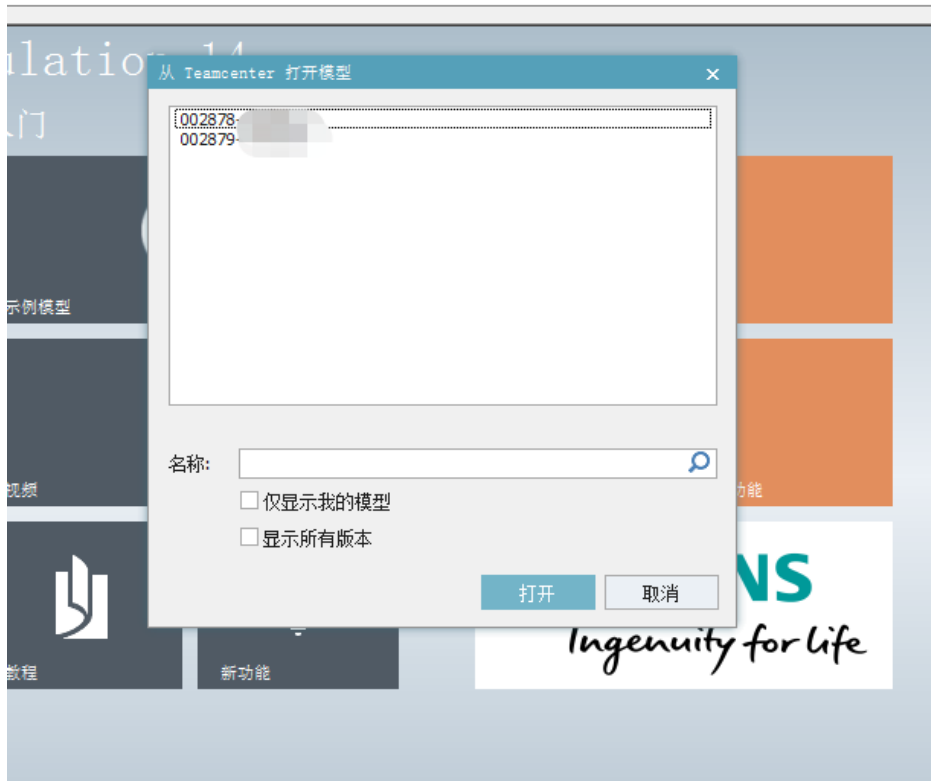 ulation 14
入门
从 Teamcenter 打开模型
002878-
002879-
示例模型
视频
功能
名称:
仅显示我的模型
显示所有版本
打开
取消
NS
Ingenuity for life
教程
新功能